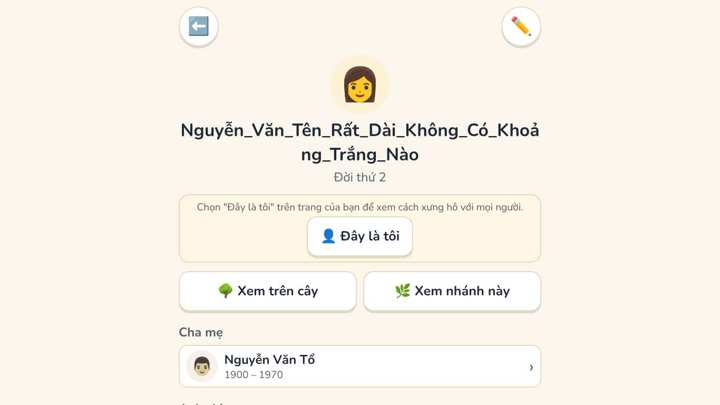 Nguyễn_Văn_Tên_Rất_Dài_Không_Có_Khoả
ng_Trắng_Nào
Đời thứ 2
Chọn "Đây là tôi" trên trang của bạn để xem cách xưng hô với mọi người.
Đây là tôi
Xem trên cây
Xem nhánh này
Cha mẹ
Nguyễn Văn Tổ
1900 – 1970